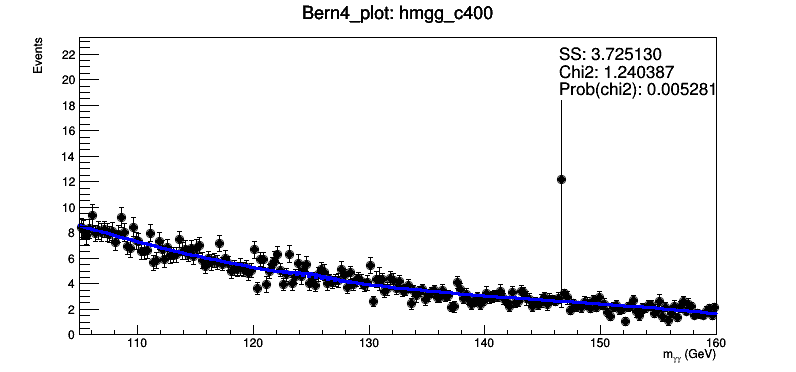 Bern4_plot: hmgg_c400
Events
SS: 3.725130
Chi2: 1.240387
Prob(chi2): 0.005281
22
20
18
16
14
12
10
8
6
4
2
0
110 120 130 140 150 160
mγγ (GeV)